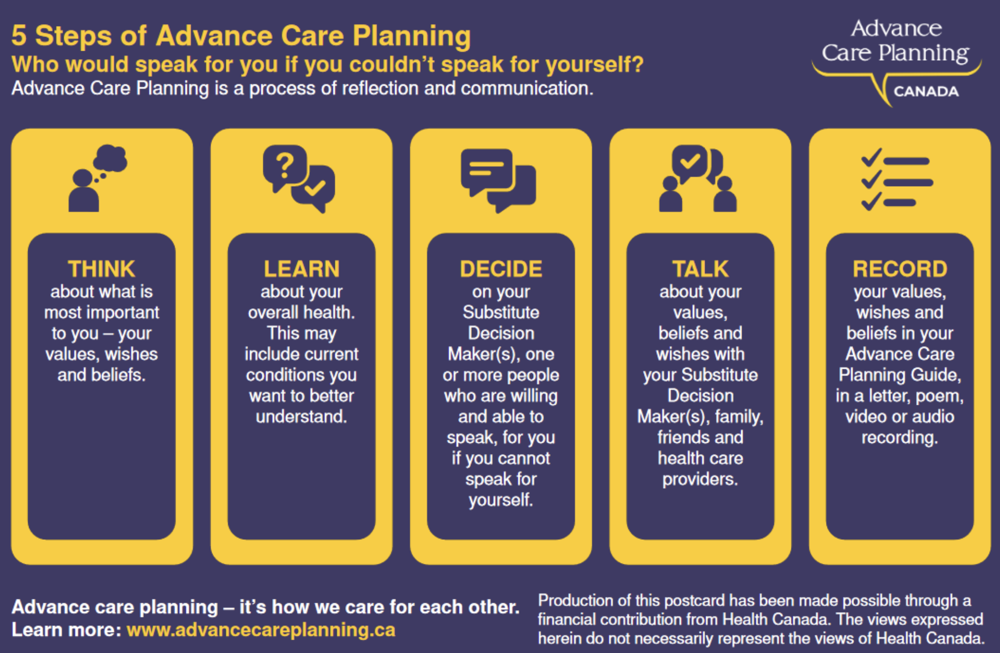 5 Steps of Advance Care Planning
Who would speak for you if you couldn’t speak for yourself?
Advance Care Planning is a process of reflection and communication.
Advance
Care Planning
CANADA
THINK
about what is
most important
to you – your
values, wishes
and beliefs.
LEARN
about your
overall health.
This may
include current
conditions you
want to better
understand.
DECIDE
on your
Substitute
Decision
Maker(s), one
or more people
who are willing
and able to
speak, for you
if you cannot
speak for
yourself.
TALK
about your
values,
beliefs and
wishes with
your Substitute
Decision
Maker(s), family,
friends and
health care
providers.
RECORD
your values,
wishes and
beliefs in your
Advance Care
Planning Guide,
in a letter, poem,
video or audio
recording.
Advance care planning – it’s how we care for each other.
Learn more: www.advancecareplanning.ca
Production of this postcard has been made possible through a
financial contribution from Health Canada. The views expressed
herein do not necessarily represent the views of Health Canada.